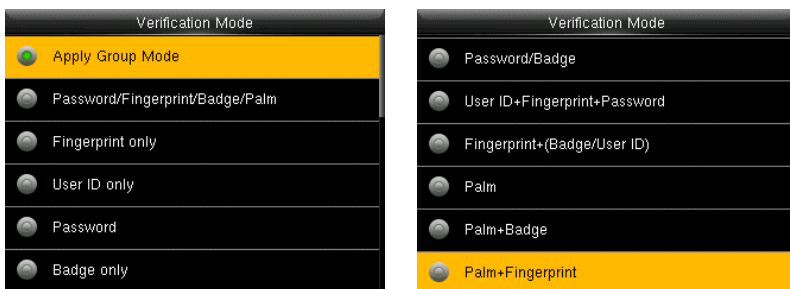 Verification Mode
Apply Group Mode
Password/Fingerprint/Badge/Palm
Fingerprint only
User ID only
Password
Badge only
Verification Mode
Password/Badge
User ID+Fingerprint+Password
Fingerprint+(Badge/User ID)
Palm
Palm+Badge
Palm+Fingerprint